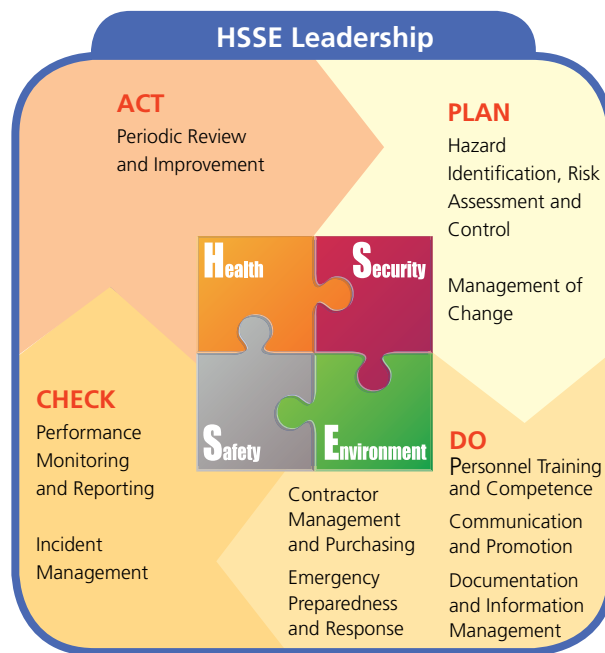 HSSE Leadership
ACT
Periodic Review
and Improvement
PLAN
Hazard
Identification, Risk
Assessment and
Control
Management of
Change
Health
Security
Safety
Environment
CHECK
Performance
Monitoring
and Reporting
Incident
Management
DO
Personnel Training
and Competence
Communication
and Promotion
Documentation
and Information
Management
Contractor
Management
and Purchasing
Emergency
Preparedness
and Response